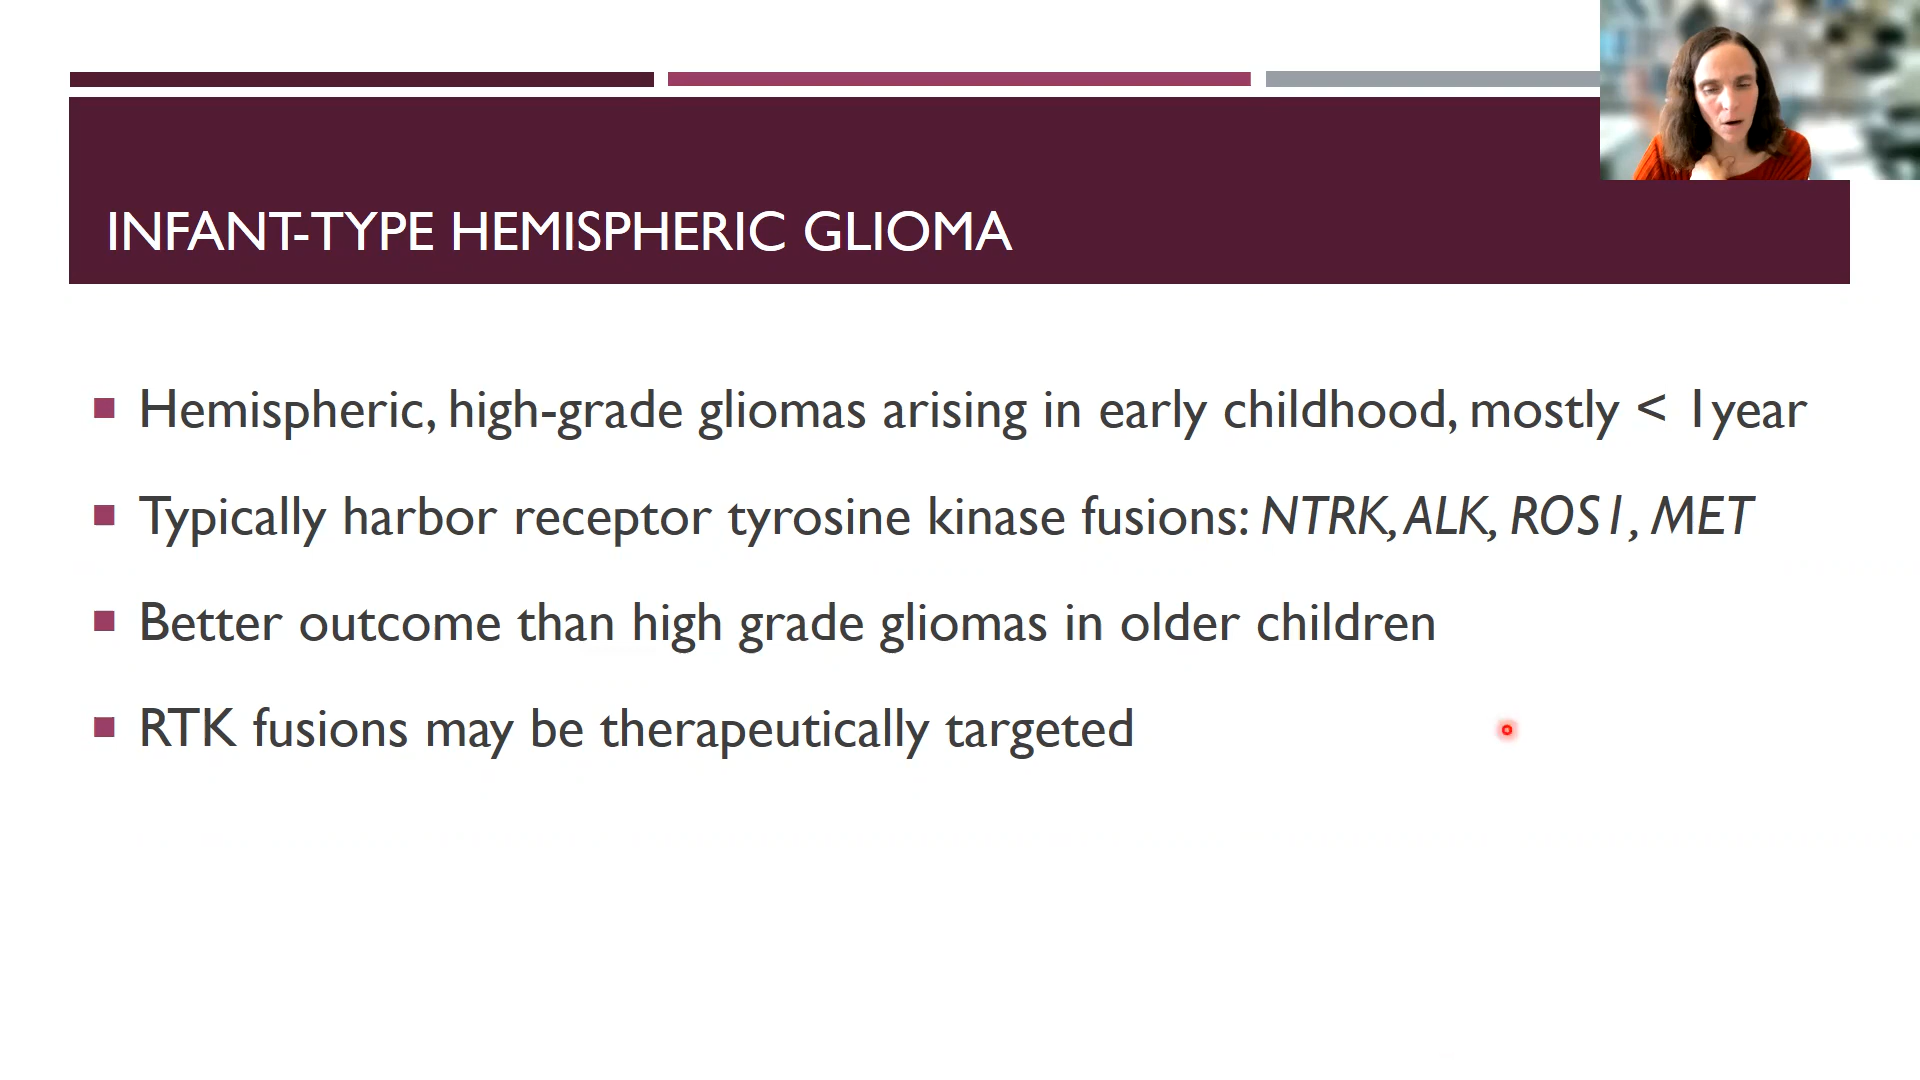 INFANT-TYPE HEMISPHERIC GLIOMA
Hemispheric, high-grade gliomas arising in early childhood, mostly < 1year
Typically harbor receptor tyrosine kinase fusions: NTRK, ALK, ROS1, MET
Better outcome than high grade gliomas in older children
RTK fusions may be therapeutically targeted